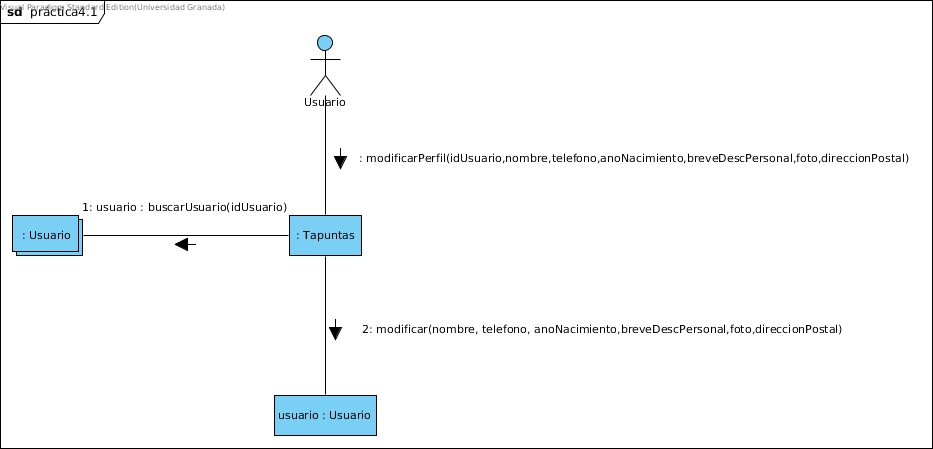 Visual Paradigm Standard Edition(Universidad Granada)
sd práctica4.1
Usuario
: modificarPerfil(idUsuario,nombre,telefono,anoNacimiento,breveDescPersonal,foto,direccionPostal)
1: usuario : buscarUsuario(idUsuario)
: Usuario
: Tapuntas
2: modificar(nombre, telefono, anoNacimiento,breveDescPersonal,foto,direccionPostal)
usuario : Usuario